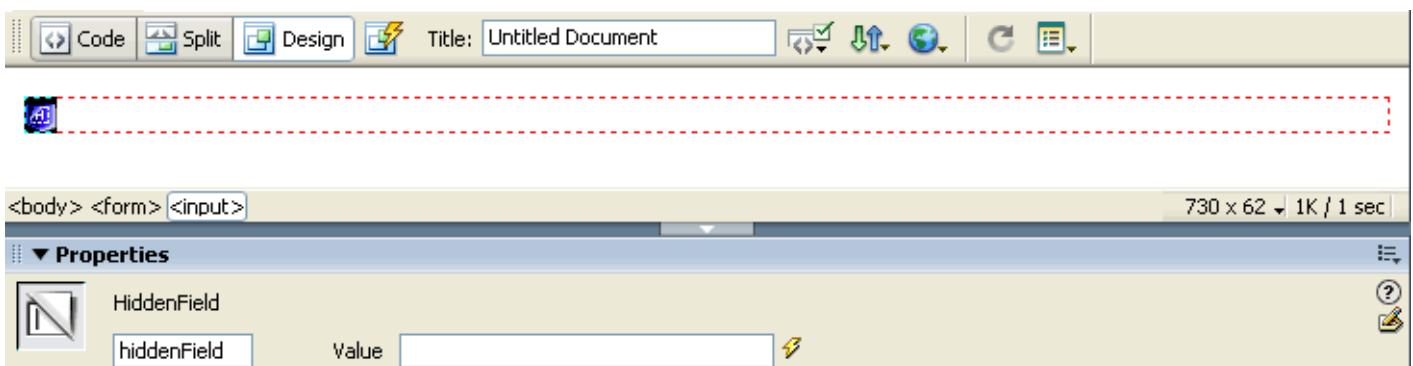 Code Split Design Title: Untitled Document
<body> <form> <input> 730 x 62 1K / 1 sec
Properties
HiddenField
hiddenField Value